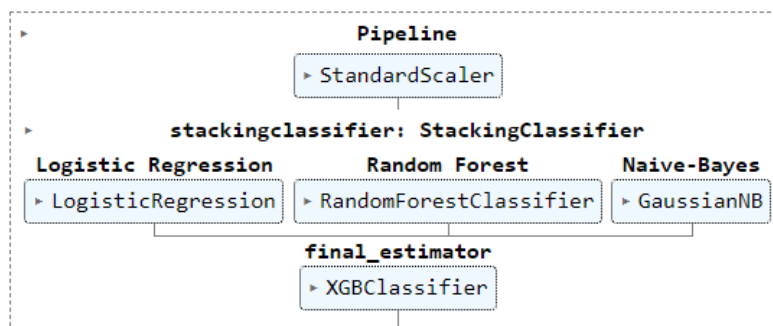 Pipeline
StandardScaler
stackingclassifier: StackingClassifier
Logistic Regression Random Forest Naive-Bayes
LogisticRegression RandomForestClassifier GaussianNB
final_estimator
XGBClassifier